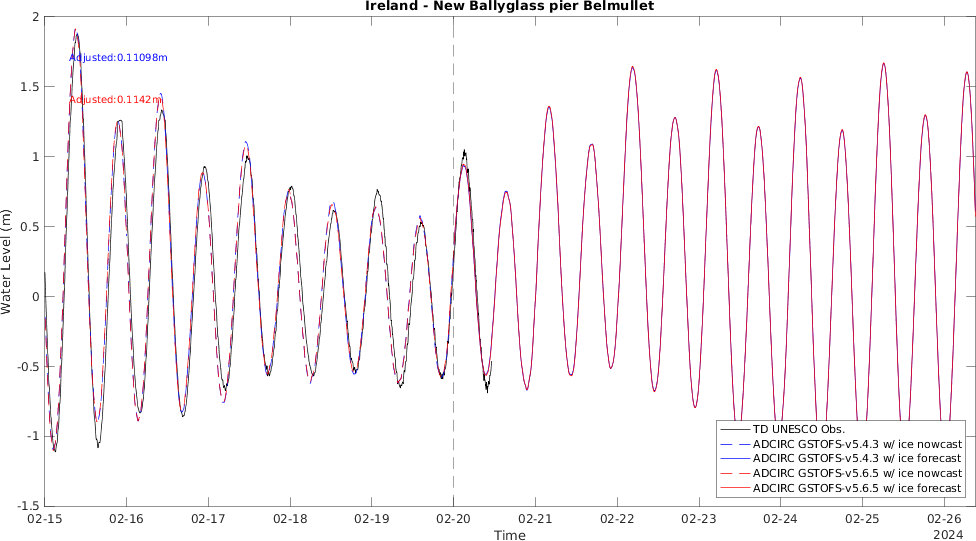 Ireland - New Ballyglass pier Belmullet
2
1.5
1
0.5
0
-0.5
-1
-1.5
Water Level (m)
Adjusted:0.11098m
Adjusted:0.1142m
TD UNESCO Obs.
ADCIRC GSTOFS-v5.4.3 w/ ice nowcast
ADCIRC GSTOFS-v5.4.3 w/ ice forecast
ADCIRC GSTOFS-v5.6.5 w/ ice nowcast
ADCIRC GSTOFS-v5.6.5 w/ ice forecast
02-15 02-16 02-17 02-18 02-19 02-20 02-21 02-22 02-23 02-24 02-25 02-26
Time
2024